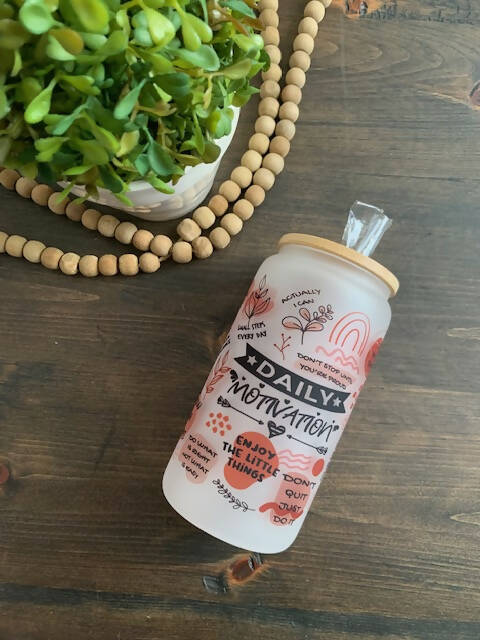 ACTUALLY
I CAN
SMALL STEPS
EVERY DAY
DON'T STOP UNTIL
YOU'RE PROUD
DAILY
MOTIVATION
ENJOY
THE LITTLE
THINGS
DO WHAT
IS RIGHT
NOT WHAT
IS EASY
DON'T
QUIT
JUST
DO IT